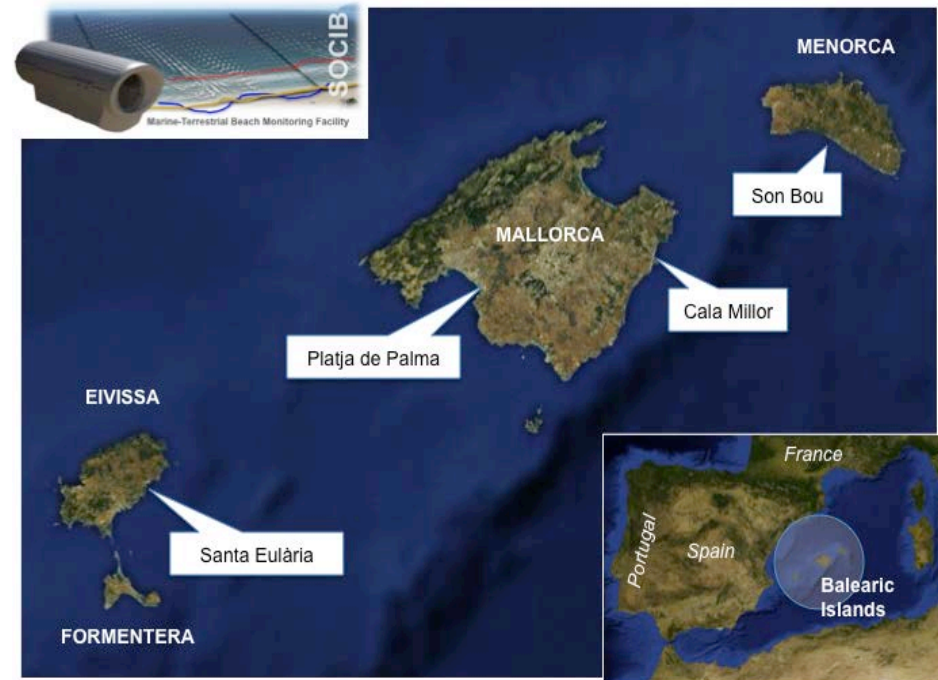 SOCIB
Marine-Terrestrial Beach Monitoring Facility
MENORCA
Son Bou
MALLORCA
Cala Millor
Platja de Palma
EIVISSA
Santa Eulària
FORMENTERA
France
Portugal
Spain
Balearic
Islands